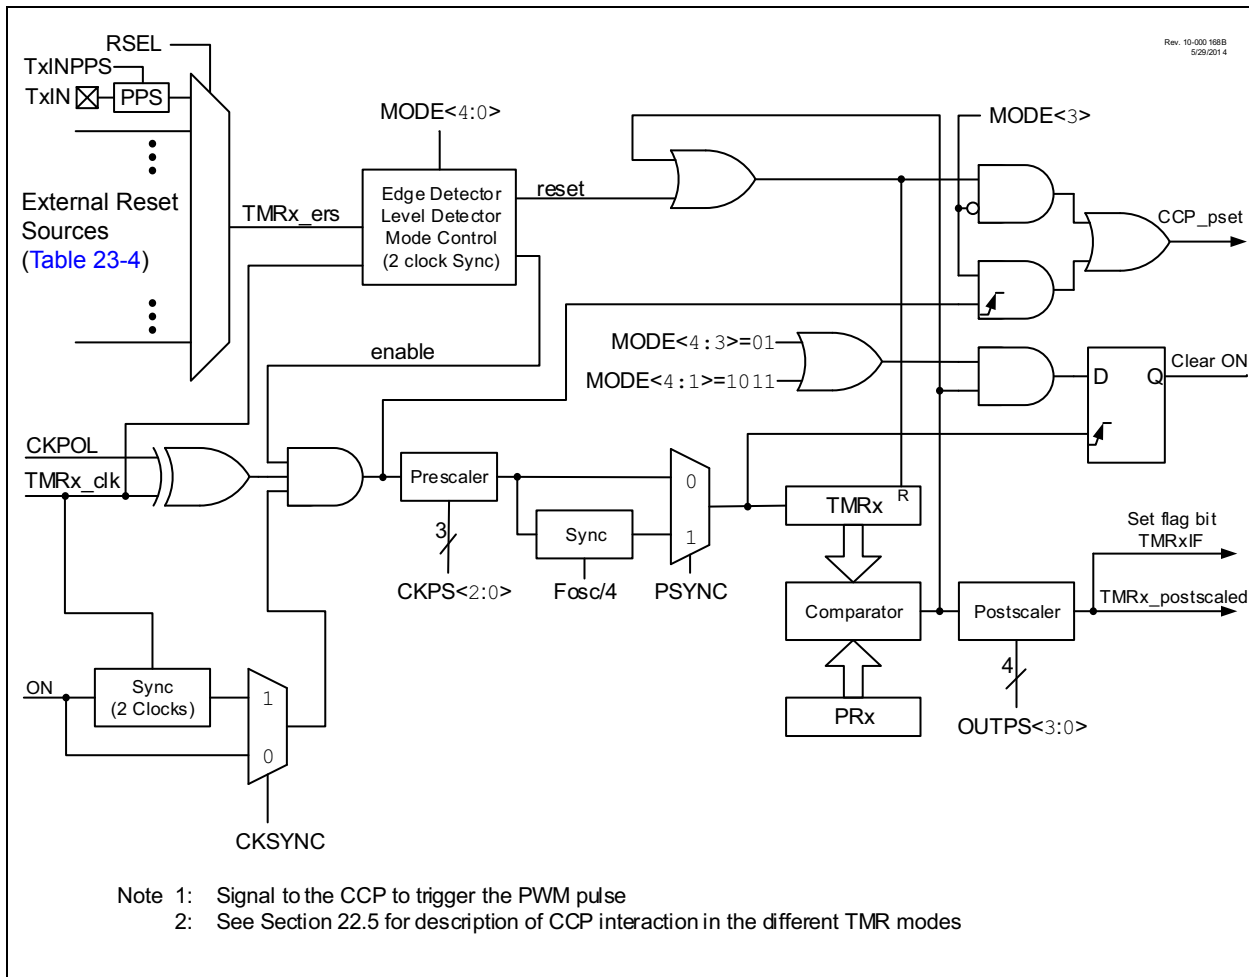 Rev. 10-000 168B
5/29/2014
RSEL
TxINPPS
TxIN
PPS
MODE<4:0>
MODE<3>
External Reset
Sources
(Table 23-4)
TMRx_ers
Edge Detector
Level Detector
Mode Control
(2 clock Sync)
reset
CCP_pset
enable
MODE<4:3>=01
MODE<4:1>=1011
D
Q
Clear ON
CKPOL
TMRx_clk
Prescaler
0
1
TMRx
R
3
Sync
CKPS<2:0>
Fosc/4
PSYNC
Set flag bit
TMRxIF
Comparator
Postscaler
TMRx_postscaled
4
ON
Sync
(2 Clocks)
1
0
PRx
OUTPS<3:0>
CKSYNC
Note 1: Signal to the CCP to trigger the PWM pulse
2: See Section 22.5 for description of CCP interaction in the different TMR modes